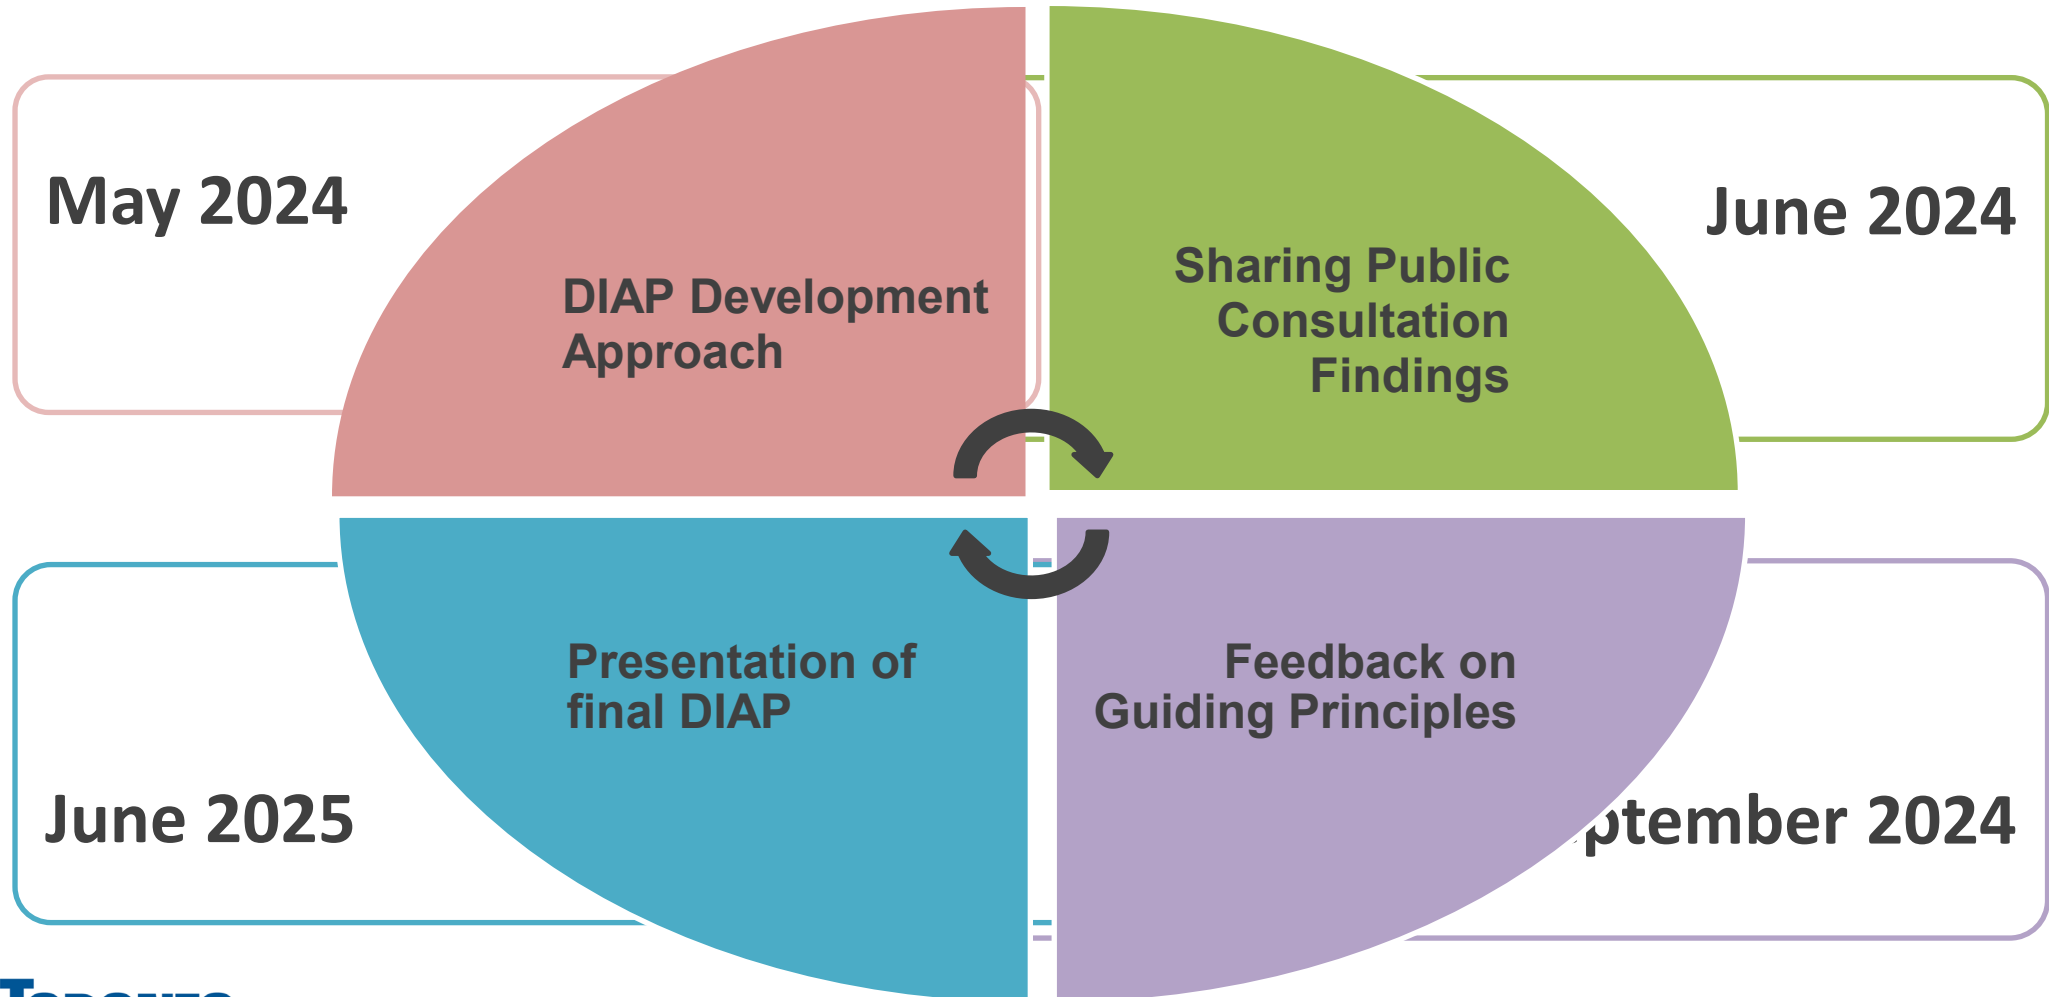 May 2024
DIAP Development
Approach
Sharing Public
Consultation
Findings
June 2024
Presentation of
final DIAP
June 2025
Feedback on
Guiding Principles
ptember 2024
TORONTO